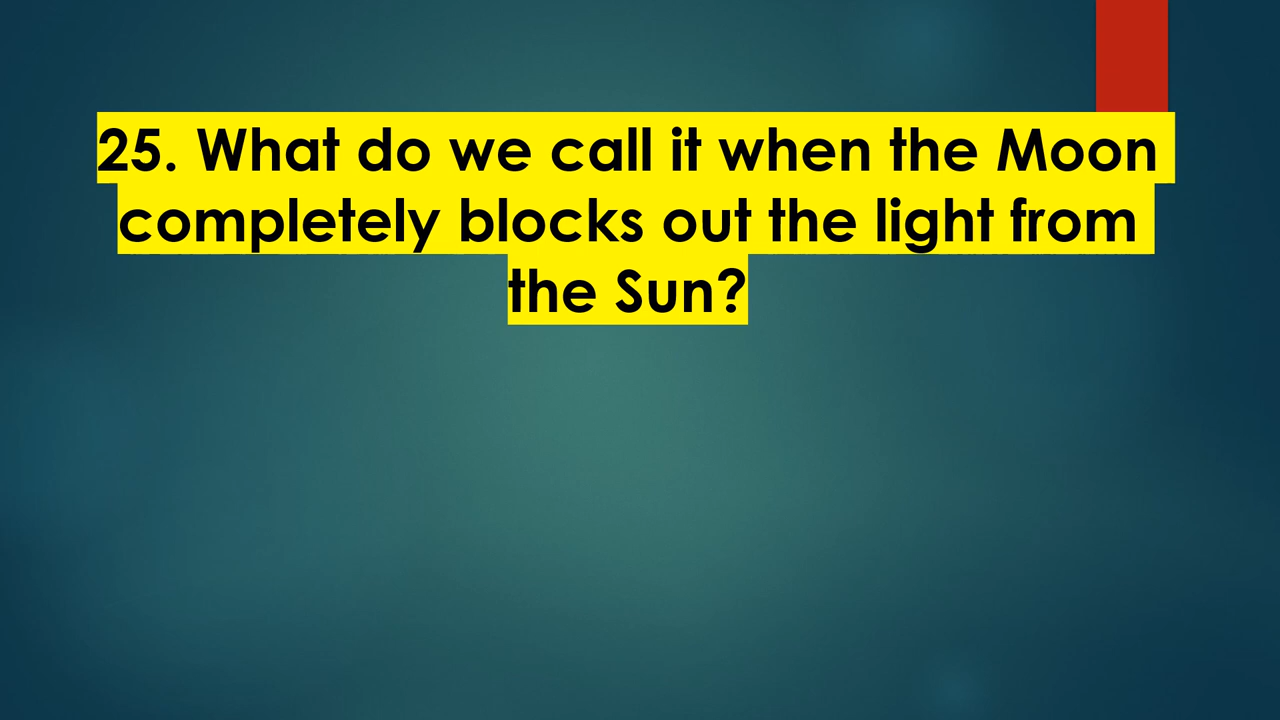 25. What do we call it when the Moon
completely blocks out the light from
the Sun?